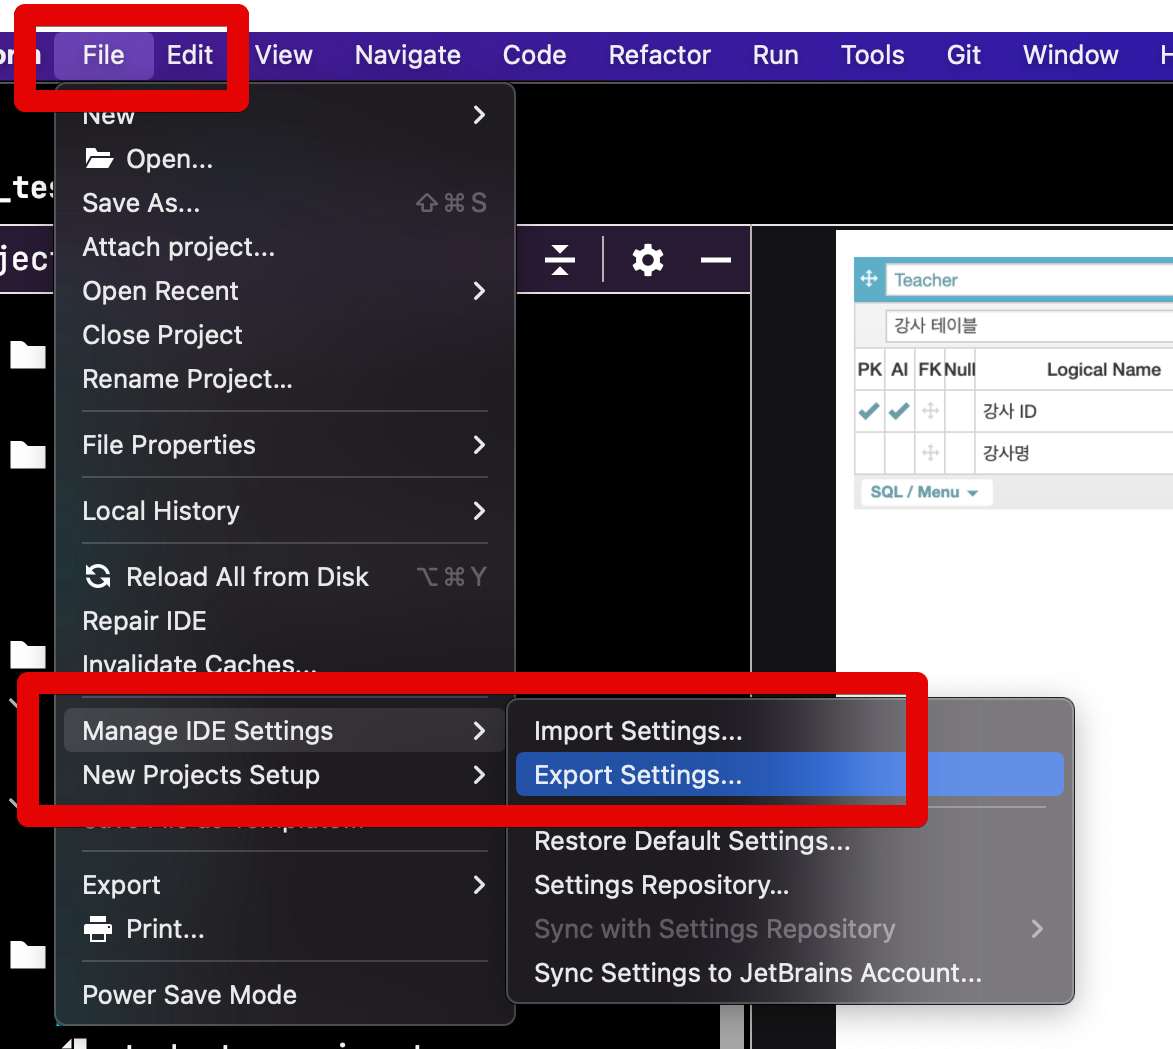 File Edit View Navigate Code Refactor Run Tools Git Window
New
Open...
Save As... ⇧⌘S
Attach project...
Open Recent
Close Project
Rename Project...
File Properties
Local History
Reload All from Disk ⌥⌘Y
Repair IDE
Invalidate Caches...
Manage IDE Settings
New Projects Setup
Save File as Template...
Export
Print...
Power Save Mode
Import Settings...
Export Settings...
Restore Default Settings...
Settings Repository...
Sync with Settings Repository
Sync Settings to JetBrains Account...
Teacher
강사 테이블
PK AI FK Null Logical Name
강사 ID
강사명
SQL / Menu